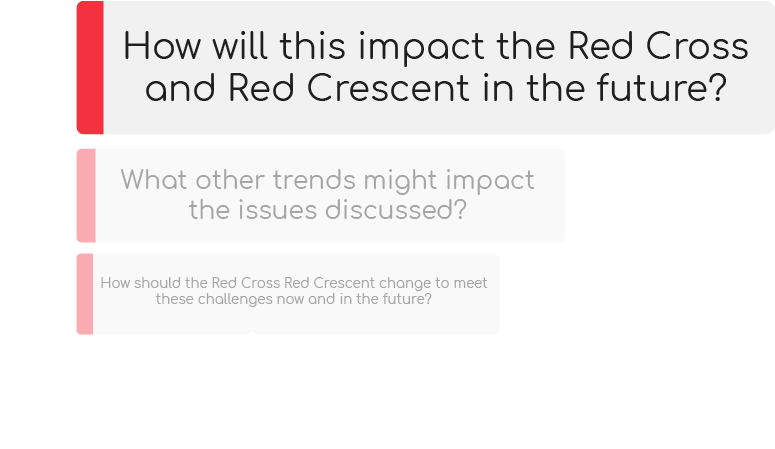 How will this impact the Red Cross
and Red Crescent in the future?
What other trends might impact
the issues discussed?
How should the Red Cross Red Crescent change to meet
these challenges now and in the future?